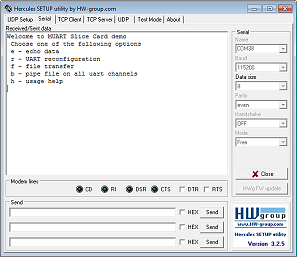 Hercules SETUP utility by HW-group.com
UDP Setup Serial TCP Client TCP Server UDP Test Mode About
Received/Sent data
Welcome to MUART Slice Card demo
Choose one of the following options
e - echo data
r - UART reconfiguration
f - file transfer
b - pipe file on all uart channels
h - usage help
Serial
Name
COM38
Baud
115200
Data size
8
Parity
even
Handshake
OFF
Mode
Free
Close
HWg FW update
Modem lines
CD RI DSR CTS DTR RTS
Send
HEX Send
HEX Send
HEX Send
HWgroup
www.HW-group.com
Hercules SETUP utility
Version 3.2.5